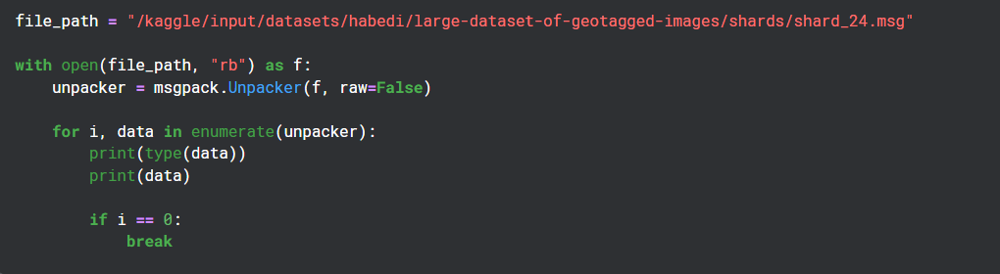 file_path = "/kaggle/input/datasets/habedi/large-dataset-of-geotagged-images/shards/shard_24.msg"

with open(file_path, "rb") as f:
    unpacker = msgpack.Unpacker(f, raw=False)

    for i, data in enumerate(unpacker):
        print(type(data))
        print(data)

        if i == 0:
            break